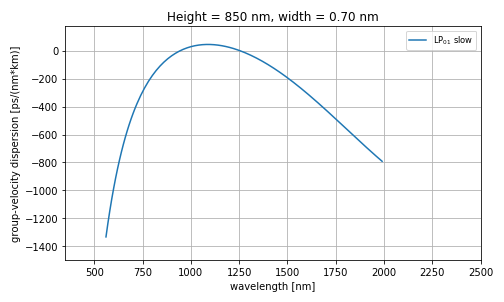 Height = 850 nm, width = 0.70 nm
LP₀₁ slow
group-velocity dispersion [ps/(nm*km)]
0
−200
−400
−600
−800
−1000
−1200
−1400
500 750 1000 1250 1500 1750 2000 2250 2500
wavelength [nm]